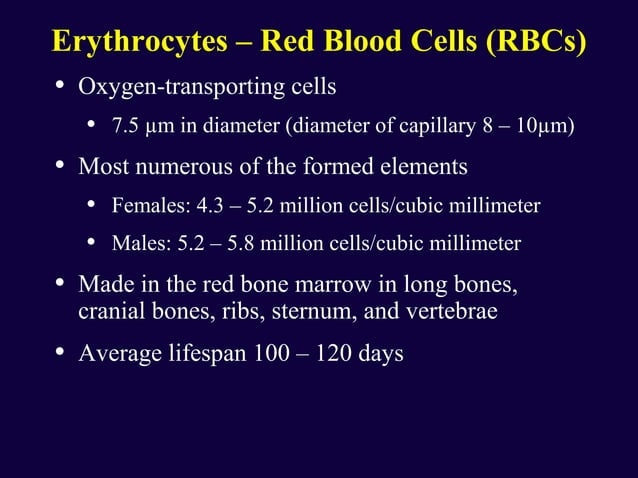 Erythrocytes – Red Blood Cells (RBCs)
• Oxygen-transporting cells
• 7.5 µm in diameter (diameter of capillary 8 – 10µm)
• Most numerous of the formed elements
• Females: 4.3 – 5.2 million cells/cubic millimeter
• Males: 5.2 – 5.8 million cells/cubic millimeter
• Made in the red bone marrow in long bones,
cranial bones, ribs, sternum, and vertebrae
• Average lifespan 100 – 120 days